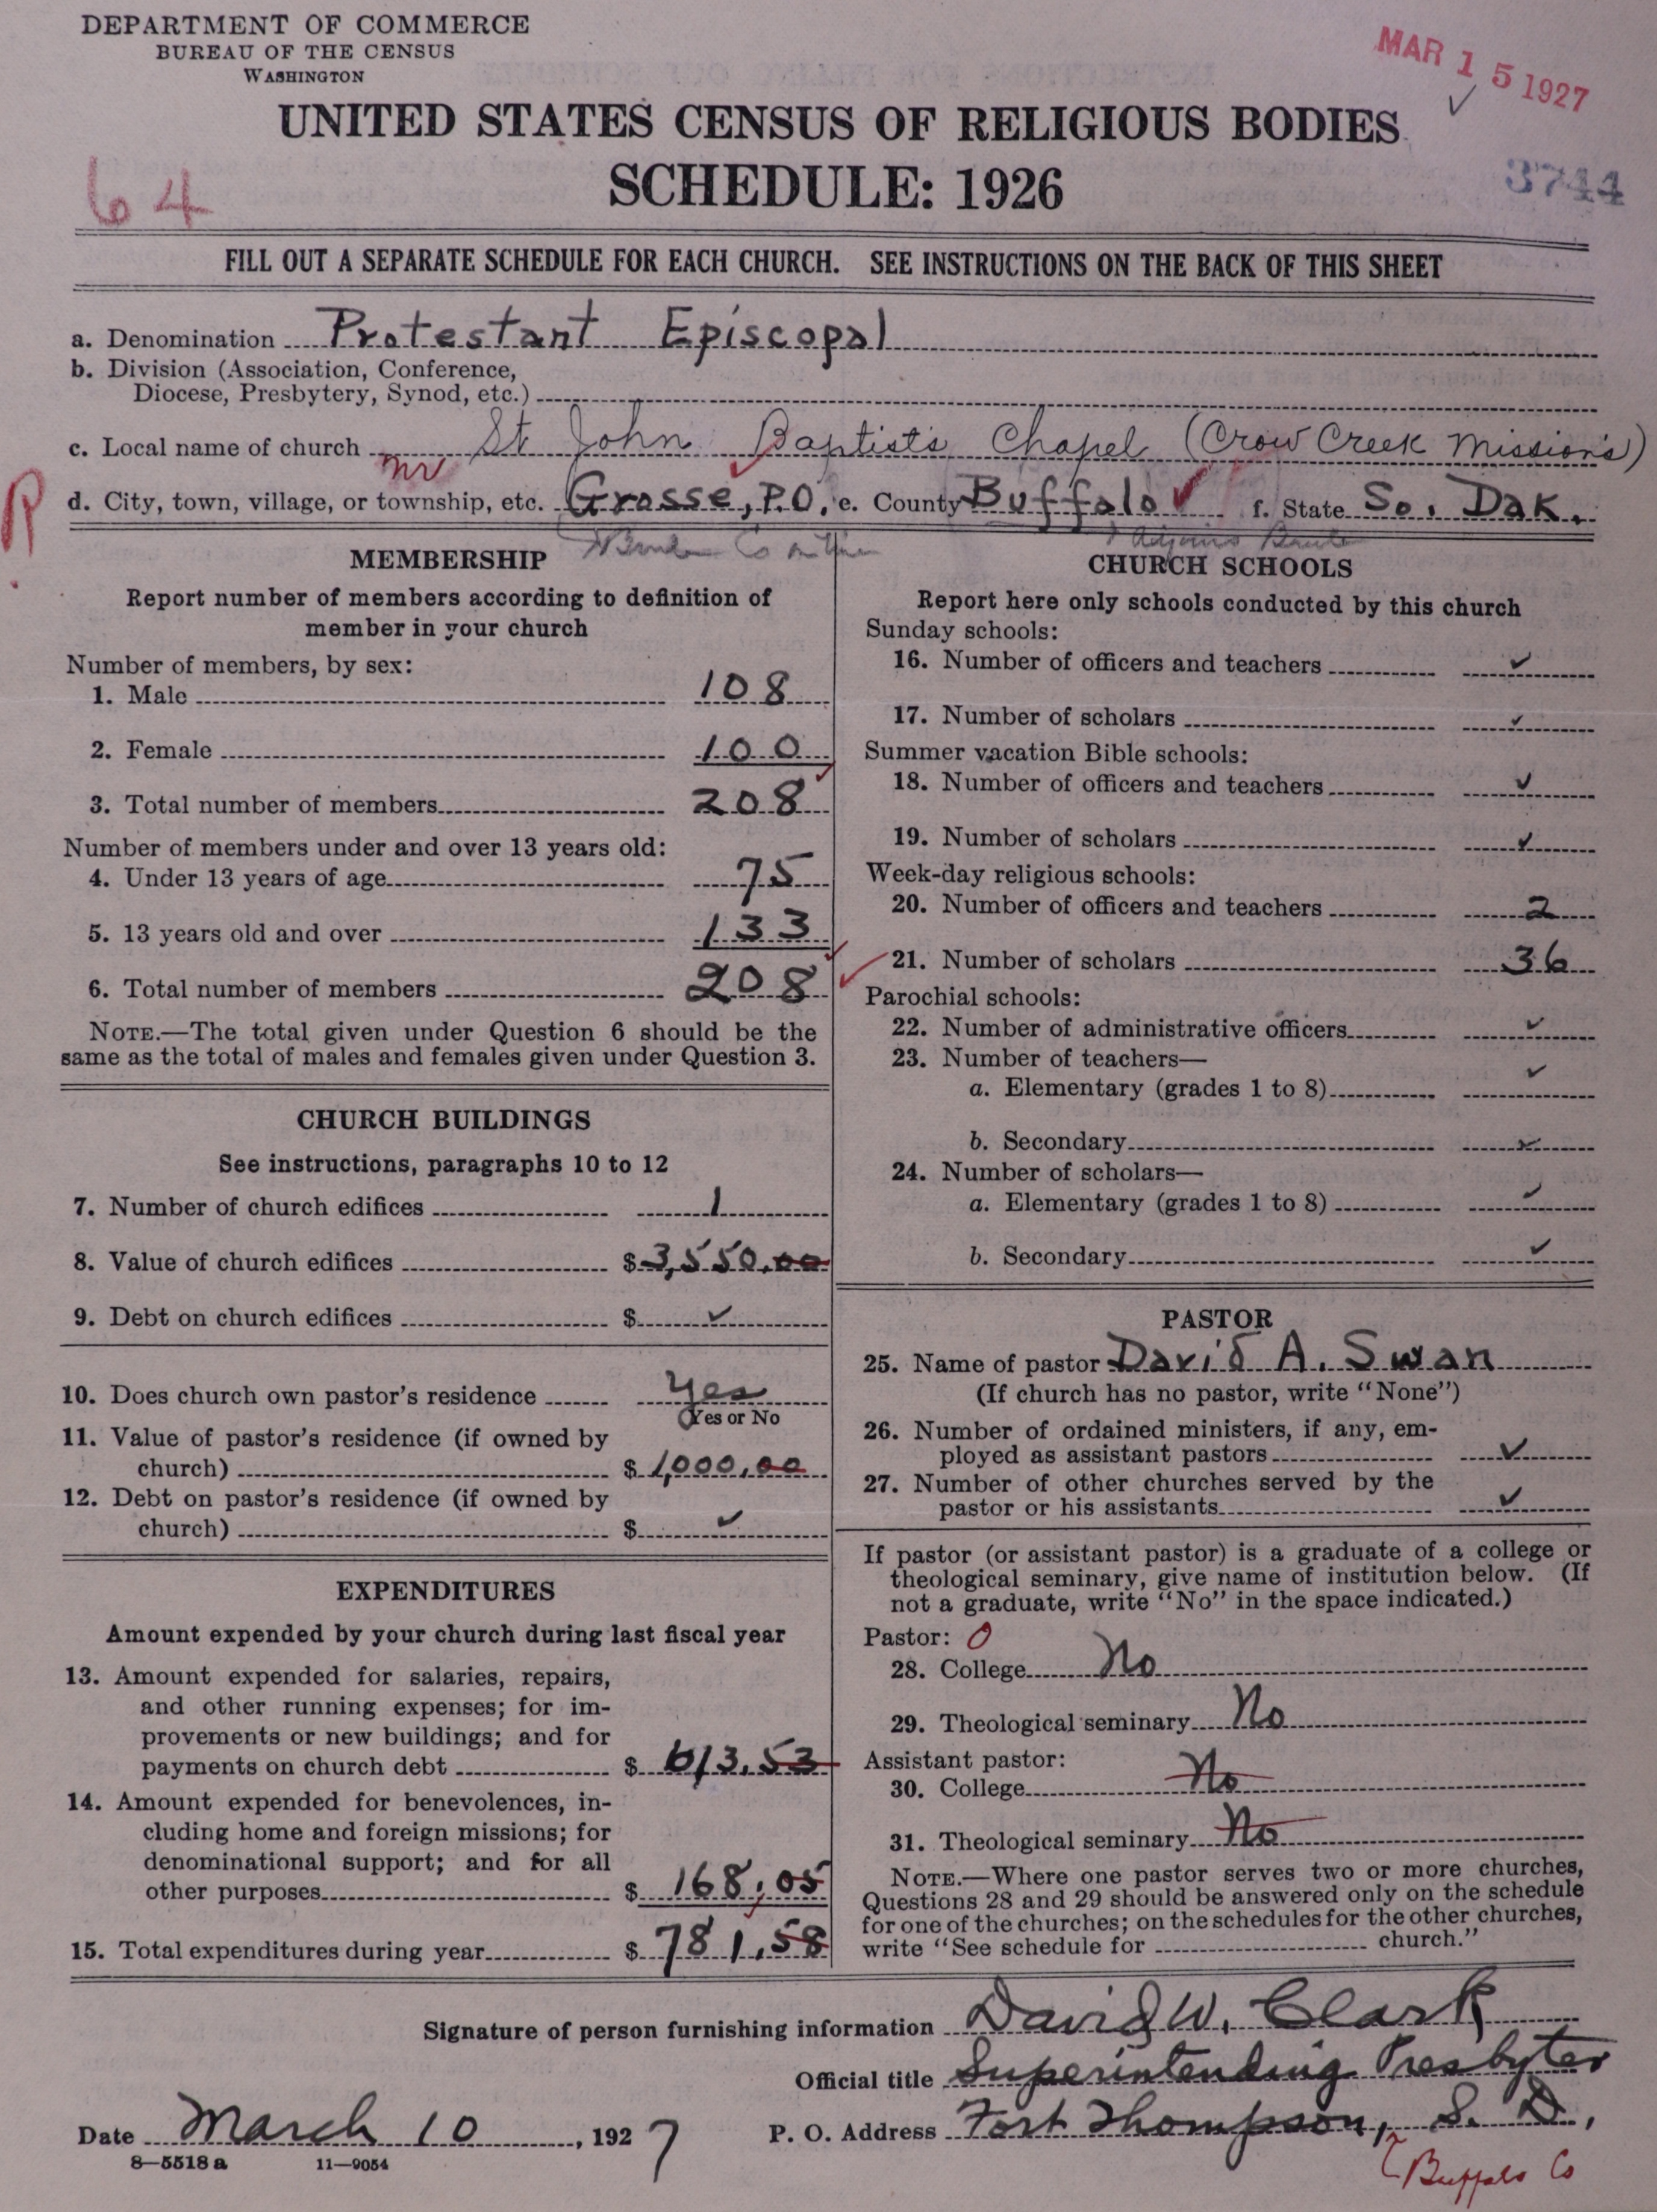 DEPARTMENT OF COMMERCE
BUREAU OF THE CENSUS
WASHINGTON
MAR 15 1927
UNITED STATES CENSUS OF RELIGIOUS BODIES
SCHEDULE: 1926
64
3744
FILL OUT A SEPARATE SCHEDULE FOR EACH CHURCH. SEE INSTRUCTIONS ON THE BACK OF THIS SHEET
a. Denomination Protestant Episcopal
b. Division (Association, Conference,
Diocese, Presbytery, Synod, etc.)
c. Local name of church St John Baptist's Chapel (Crow Creek Mission's)
R
d. City, town, village, or township, etc. Grosse, P.O. e. County Buffalo f. State So. Dak.
Adjoins Brule
MEMBERSHIP
Report number of members according to definition of
member in your church
Number of members, by sex:
1. Male 108
2. Female 100
3. Total number of members 208
Number of members under and over 13 years old:
4. Under 13 years of age 75
5. 13 years old and over 133
6. Total number of members 208
NOTE.—The total given under Question 6 should be the
same as the total of males and females given under Question 3.
CHURCH BUILDINGS
See instructions, paragraphs 10 to 12
7. Number of church edifices 1
8. Value of church edifices $3,550.00
9. Debt on church edifices $ ✓
10. Does church own pastor's residence Yes
Yes or No
11. Value of pastor's residence (if owned by
church) $1,000.00
12. Debt on pastor's residence (if owned by
church) $ ✓
EXPENDITURES
Amount expended by your church during last fiscal year
13. Amount expended for salaries, repairs,
and other running expenses; for im-
provements or new buildings; and for
payments on church debt $ 613.53
14. Amount expended for benevolences, in-
cluding home and foreign missions; for
denominational support; and for all
other purposes $ 168.05
15. Total expenditures during year $ 781.58
CHURCH SCHOOLS
Report here only schools conducted by this church
Sunday schools:
16. Number of officers and teachers ✓
17. Number of scholars ✓
Summer vacation Bible schools:
18. Number of officers and teachers ✓
19. Number of scholars ✓
Week-day religious schools:
20. Number of officers and teachers 2
21. Number of scholars 36
Parochial schools:
22. Number of administrative officers ✓
23. Number of teachers—
a. Elementary (grades 1 to 8) ✓
b. Secondary ✓
24. Number of scholars—
a. Elementary (grades 1 to 8) ✓
b. Secondary ✓
PASTOR
25. Name of pastor David A. Swan
(If church has no pastor, write "None")
26. Number of ordained ministers, if any, em-
ployed as assistant pastors ✓
27. Number of other churches served by the
pastor or his assistants ✓
If pastor (or assistant pastor) is a graduate of a college or
theological seminary, give name of institution below. (If
not a graduate, write "No" in the space indicated.)
Pastor: 0
28. College No
29. Theological seminary No
Assistant pastor:
30. College No
31. Theological seminary No
NOTE.—Where one pastor serves two or more churches,
Questions 28 and 29 should be answered only on the schedule
for one of the churches; on the schedules for the other churches,
write "See schedule for church."
Signature of person furnishing information David W. Clark
Official title Superintending Presbyter
Date March 10, 1927
P. O. Address Fort Thompson, S. D.,
8—5518 a 11—9054
Buffalo Co